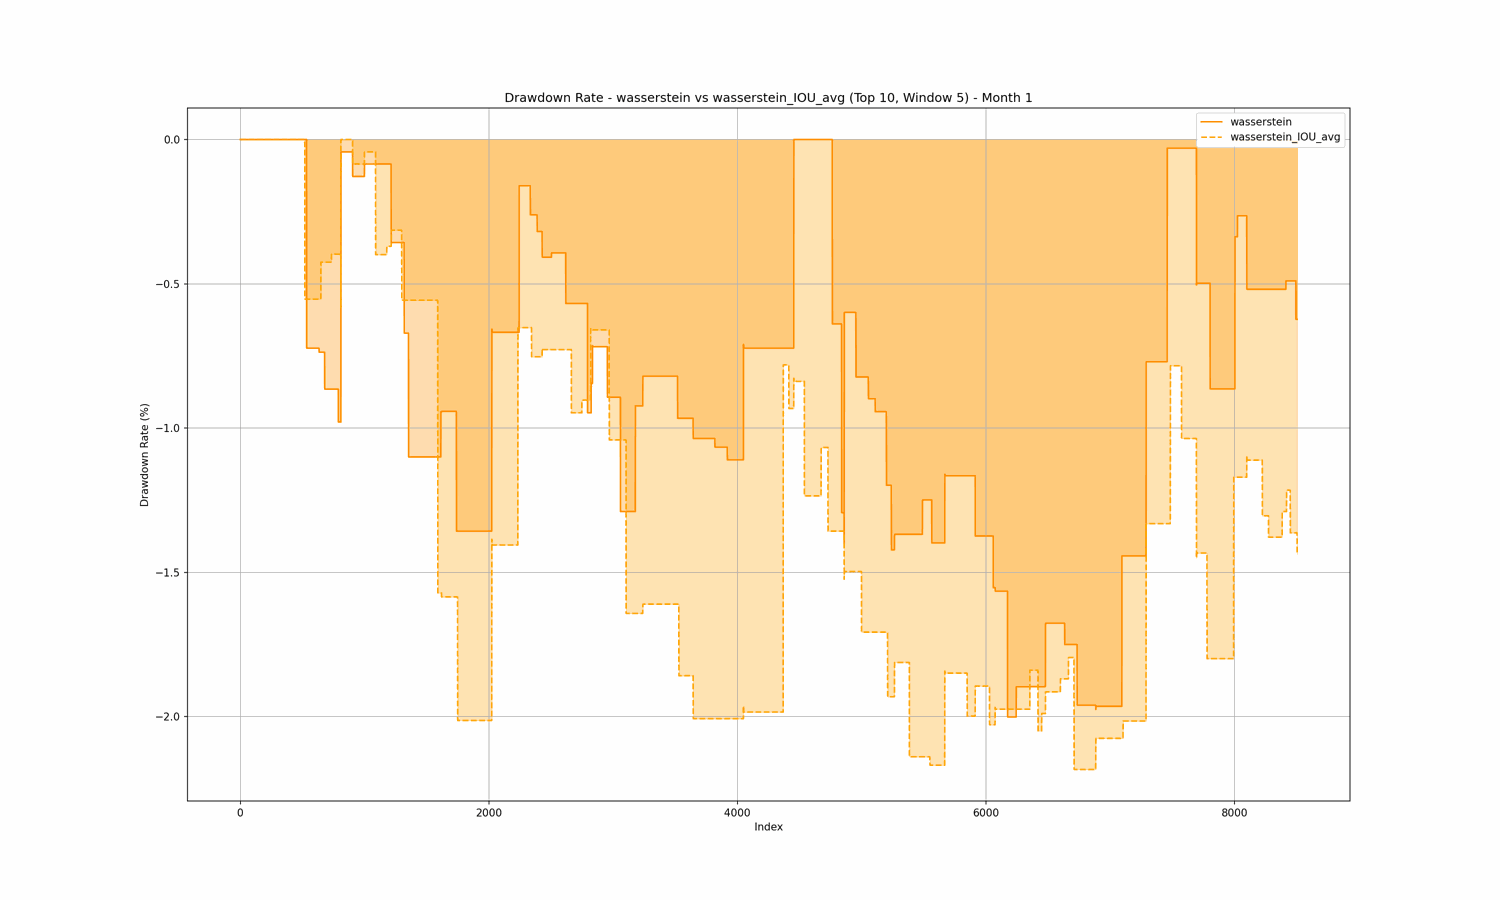 Drawdown Rate - wasserstein vs wasserstein_IOU_avg (Top 10, Window 5) - Month 1
wasserstein
wasserstein_IOU_avg
0.0
−0.5
−1.0
−1.5
−2.0
Drawdown Rate (%)
0 2000 4000 6000 8000
Index